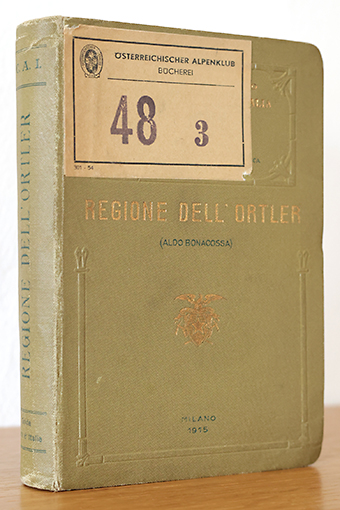 C. A. I.
REGIONE DELL'ORTLER
ÖSTERREICHISCHER ALPENKLUB
BÜCHEREI
48 3
REGIONE DELL'ORTLER
(ALDO BONACOSSA)
MILANO
1915